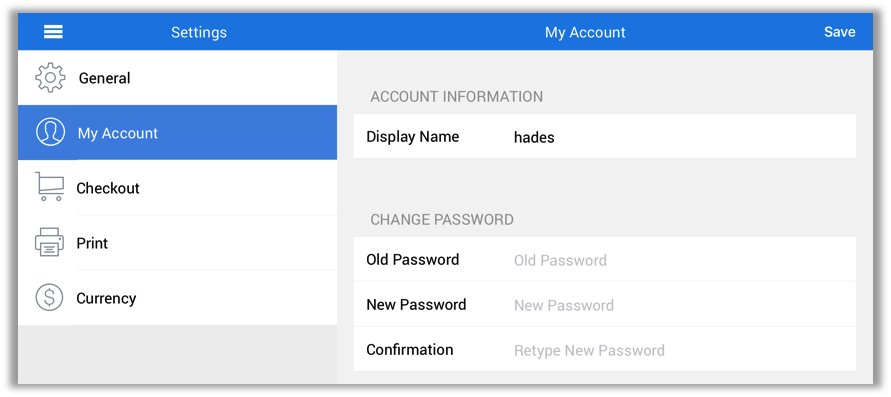 Settings
My Account
Save
General
My Account
Checkout
Print
Currency
ACCOUNT INFORMATION
Display Name hades
CHANGE PASSWORD
Old Password Old Password
New Password New Password
Confirmation Retype New Password